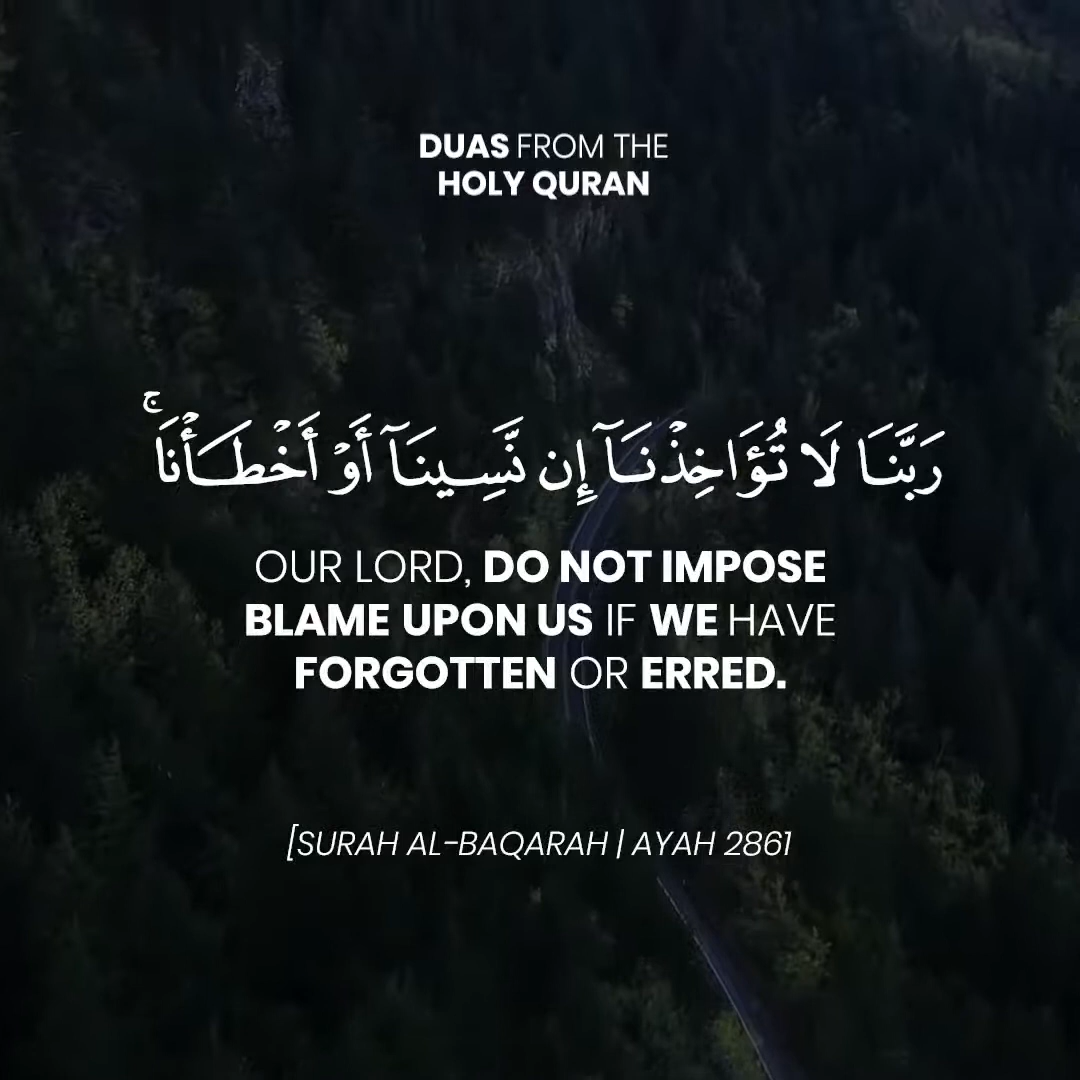 DUAS FROM THE
HOLY QURAN
رَبَّنَا لَا تُؤَاخِذْنَآ إِن نَّسِينَآ أَوْ أَخْطَأْنَا ۚ
OUR LORD, DO NOT IMPOSE
BLAME UPON US IF WE HAVE
FORGOTTEN OR ERRED.
[SURAH AL-BAQARAH | AYAH 2861